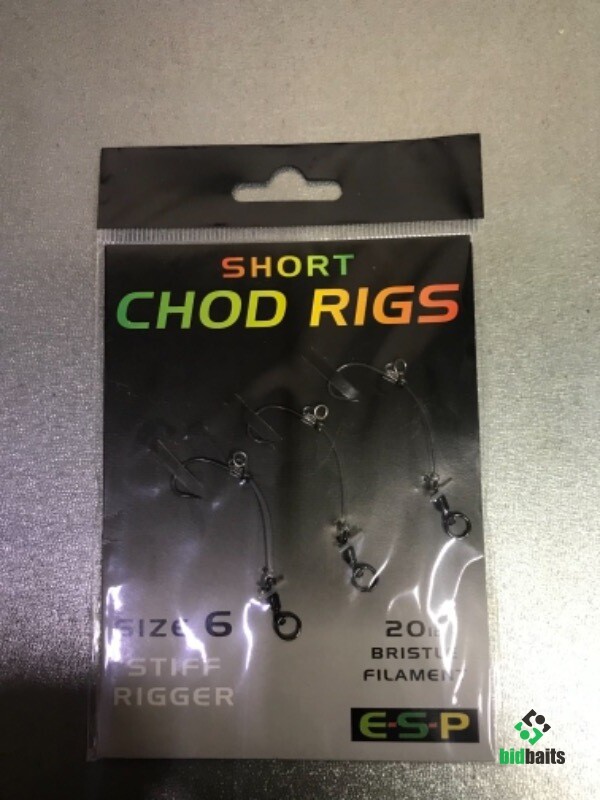 SHORT
CHOD RIGS
SIZE 6
STIFF
RIGGER
20lb
BRISTLE
FILAMENT
E-S-P
bidbaits